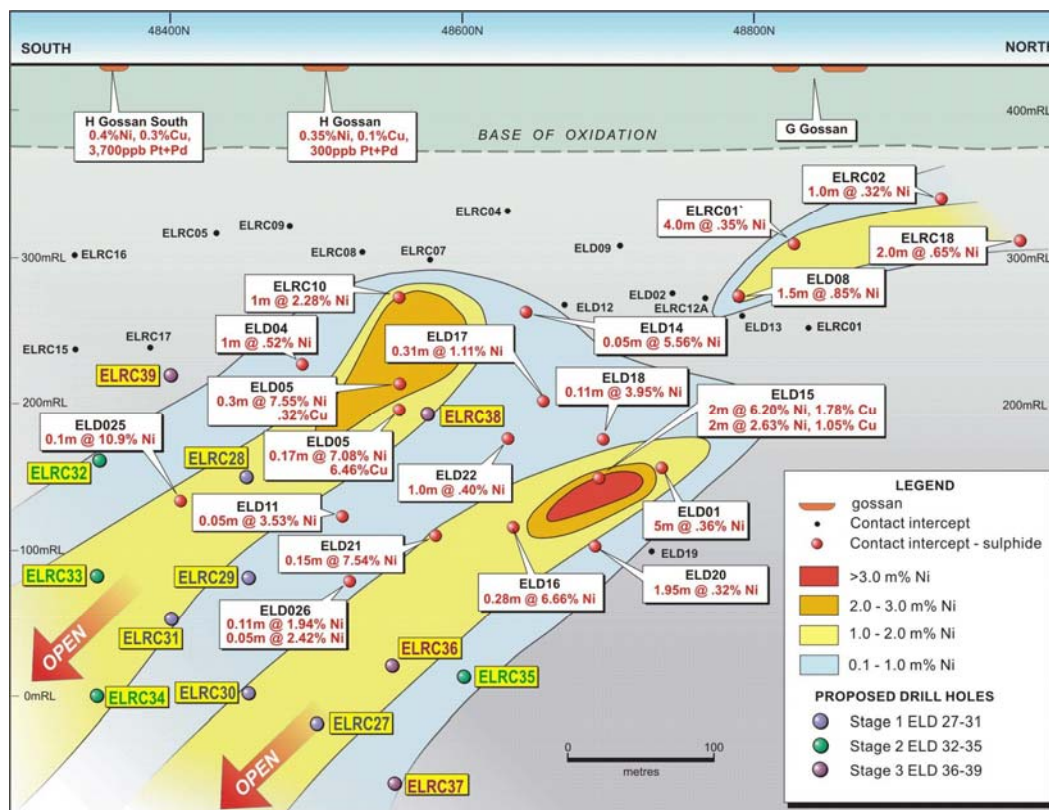 48400N
48600N
48800N
SOUTH
NORTH
400mRL
H Gossan South
0.4%Ni, 0.3%Cu,
3,700ppb Pt+Pd
H Gossan
0.35%Ni, 0.1%Cu,
300ppb Pt+Pd
G Gossan
BASE OF OXIDATION
ELRC02
1.0m @ .32% Ni
ELRC01`
4.0m @ .35% Ni
ELRC04
ELRC09
ELRC05
ELRC18
2.0m @ .65% Ni
ELRC16
ELRC08
ELRC07
ELD09
300mRL
300mRL
ELD08
1.5m @ .85% Ni
ELRC10
1m @ 2.28% Ni
ELD02
ELD12
ELRC12A
ELD13
ELRC01
ELD04
1m @ .52% Ni
ELD17
0.31m @ 1.11% Ni
ELD14
0.05m @ 5.56% Ni
ELRC17
ELRC15
ELRC39
ELD05
0.3m @ 7.55% Ni
.32%Cu
ELD18
0.11m @ 3.95% Ni
ELD15
2m @ 6.20% Ni, 1.78% Cu
2m @ 2.63% Ni, 1.05% Cu
200mRL
200mRL
ELRC38
ELD025
0.1m @ 10.9% Ni
ELD05
0.17m @ 7.08% Ni
6.46%Cu
ELRC32
ELRC28
ELD22
1.0m @ .40% Ni
ELD11
0.05m @ 3.53% Ni
ELD01
5m @ .36% Ni
ELD21
0.15m @ 7.54% Ni
100mRL
ELD19
ELRC33
ELRC29
ELD16
0.28m @ 6.66% Ni
ELD20
1.95m @ .32% Ni
ELD026
0.11m @ 1.94% Ni
0.05m @ 2.42% Ni
ELRC31
OPEN
ELRC36
ELRC35
0mRL
ELRC34
ELRC30
ELRC27
OPEN
ELRC37
0
100
metres
LEGEND
gossan
Contact intercept
Contact intercept - sulphide
>3.0 m% Ni
2.0 - 3.0 m% Ni
1.0 - 2.0 m% Ni
0.1 - 1.0 m% Ni
PROPOSED DRILL HOLES
Stage 1 ELD 27-31
Stage 2 ELD 32-35
Stage 3 ELD 36-39